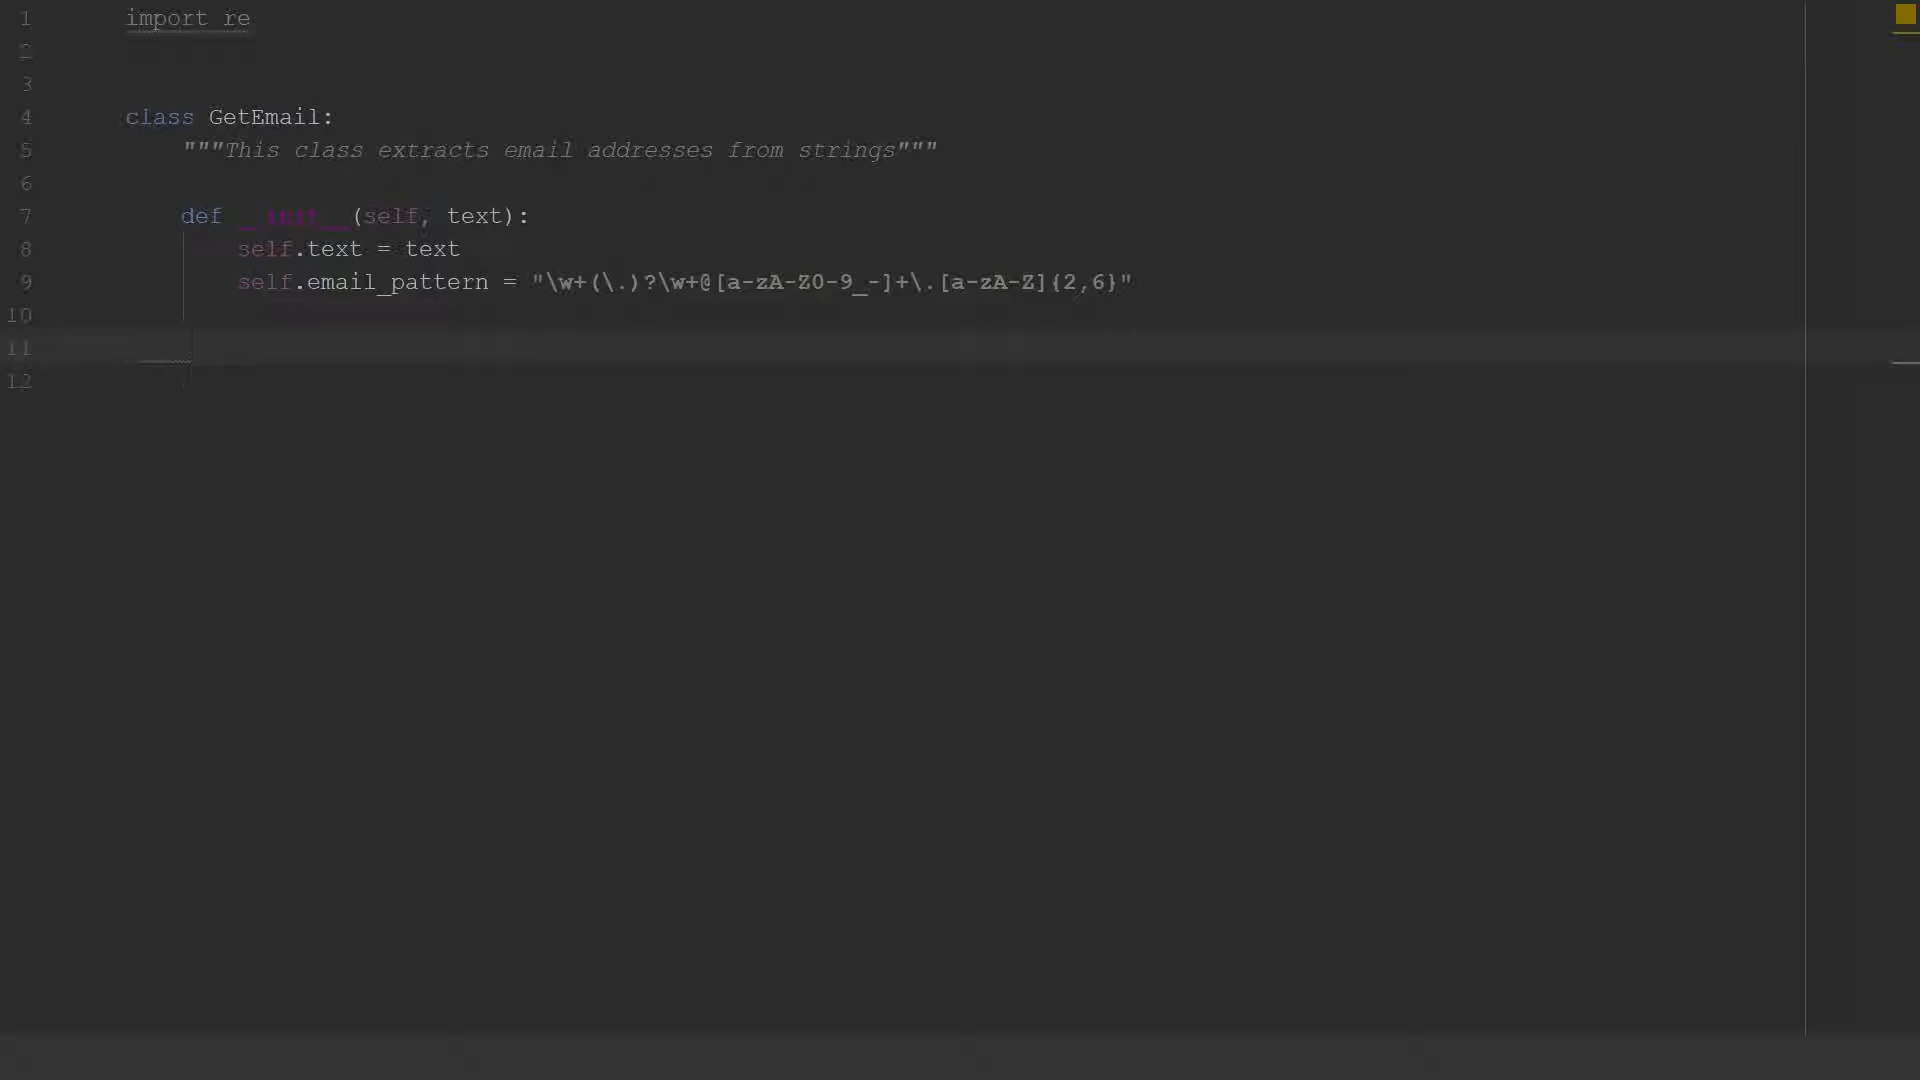 1 import re
2
3
4 class GetEmail:
5 """This class extracts email addresses from strings"""
6
7 def __init__(self, text):
8 self.text = text
9 self.email_pattern = "\w+(\.)?\w+@[a-zA-Z0-9_-]+\.[a-zA-Z]{2,6}"
10
11
12